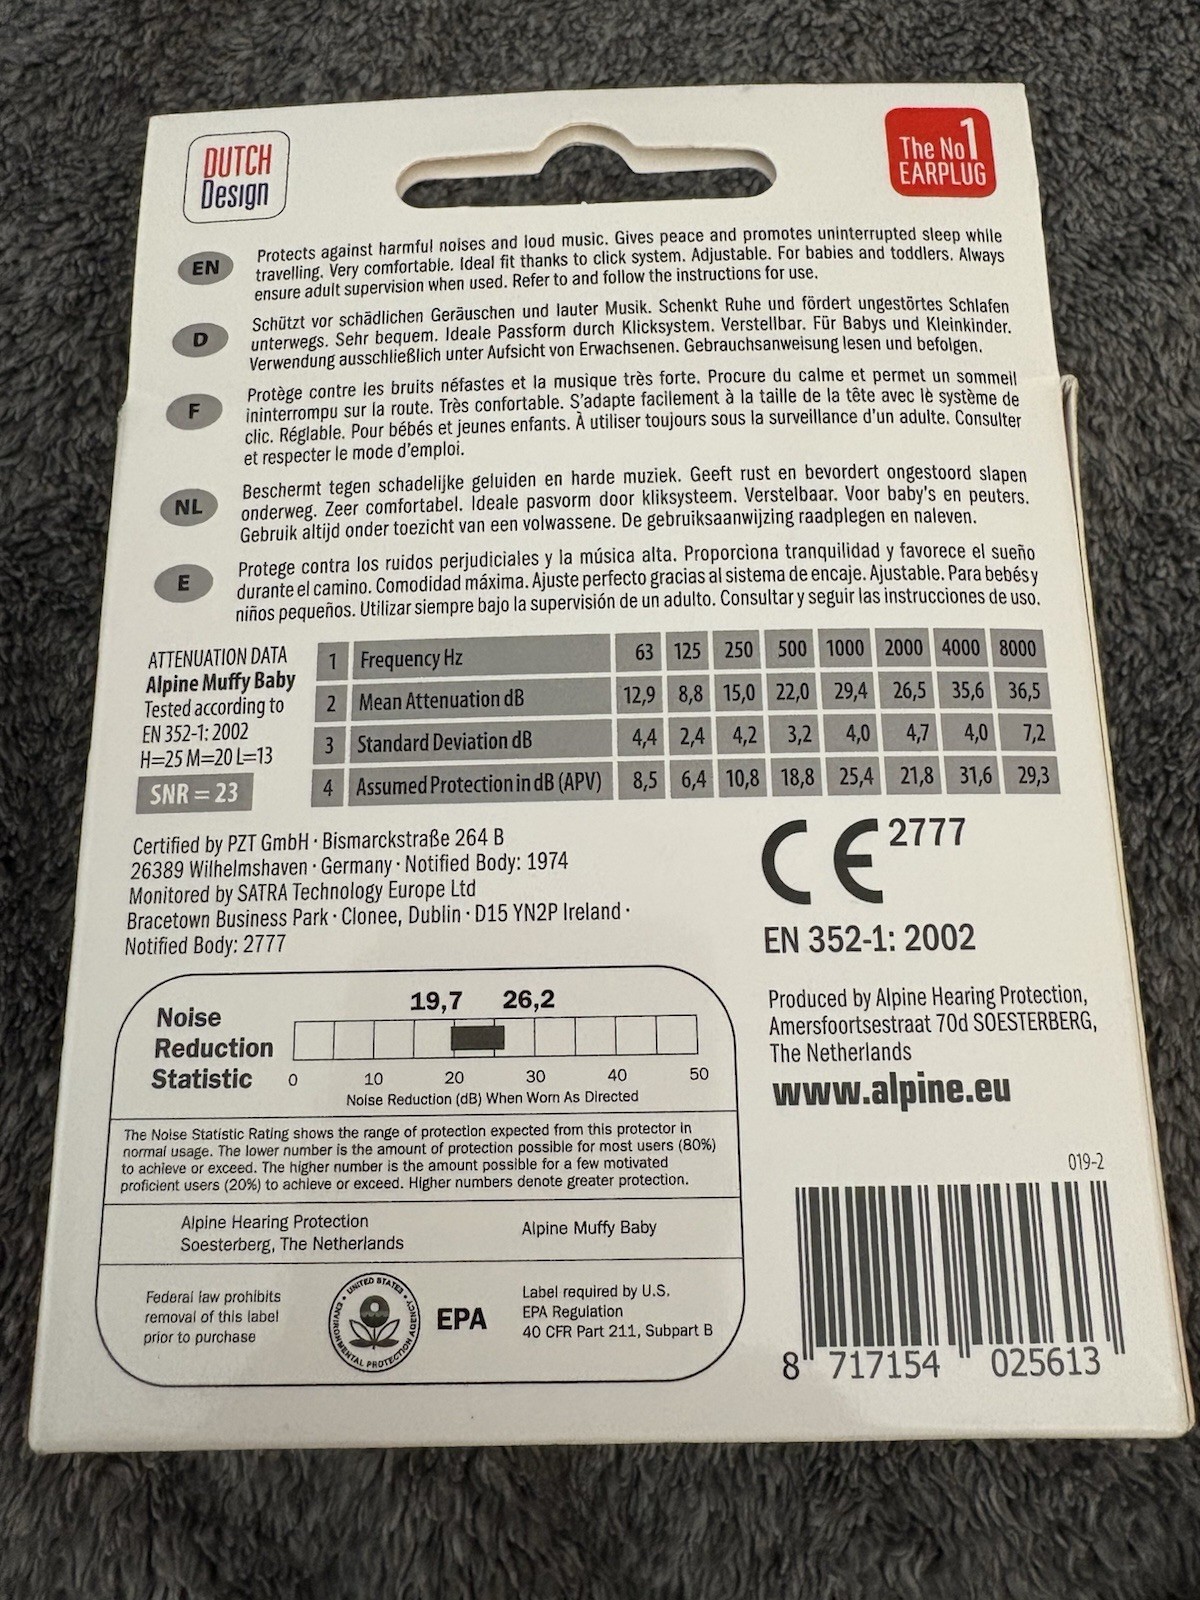 DUTCH
Design
The No1
EARPLUG
EN
Protects against harmful noises and loud music. Gives peace and promotes uninterrupted sleep while
travelling. Very comfortable. Ideal fit thanks to click system. Adjustable. For babies and toddlers. Always
ensure adult supervision when used. Refer to and follow the instructions for use.
D
Schützt vor schädlichen Geräuschen und lauter Musik. Schenkt Ruhe und fördert ungestörtes Schlafen
unterwegs. Sehr bequem. Ideale Passform durch Klicksystem. Verstellbar. Für Babys und Kleinkinder.
Verwendung ausschließlich unter Aufsicht von Erwachsenen. Gebrauchsanweisung lesen und befolgen.
F
Protège contre les bruits néfastes et la musique très forte. Procure du calme et permet un sommeil
ininterrompu sur la route. Très confortable. S'adapte facilement à la taille de la tête avec lè système de
clic. Réglable. Pour bébés et jeunes enfants. À utiliser toujours sous la surveillance d'un adulte. Consulter
et respecter le mode d'emploi.
NL
Beschermt tegen schadelijke geluiden en harde muziek. Geeft rust en bevordert ongestoord slapen
onderweg. Zeer comfortabel. Ideale pasvorm door kliksysteem. Verstelbaar. Voor baby's en peuters.
Gebruik altijd onder toezicht van een volwassene. De gebruiksaanwijzing raadplegen en naleven.
E
Protege contra los ruidos perjudiciales y la música alta. Proporciona tranquilidad y favorece el sueño
durante el camino. Comodidad máxima. Ajuste perfecto gracias al sistema de encaje. Ajustable. Para bebés y
niños pequeños. Utilizar siempre bajo la supervisión de un adulto. Consultar y seguir las instrucciones de uso.
ATTENUATION DATA
Alpine Muffy Baby
Tested according to
EN 352-1: 2002
H=25 M=20 L=13
SNR = 23
1 Frequency Hz 63 125 250 500 1000 2000 4000 8000
2 Mean Attenuation dB 12,9 8,8 15,0 22,0 29,4 26,5 35,6 36,5
3 Standard Deviation dB 4,4 2,4 4,2 3,2 4,0 4,7 4,0 7,2
4 Assumed Protection in dB (APV) 8,5 6,4 10,8 18,8 25,4 21,8 31,6 29,3
Certified by PZT GmbH · Bismarckstraße 264 B
26389 Wilhelmshaven · Germany · Notified Body: 1974
Monitored by SATRA Technology Europe Ltd
Bracetown Business Park · Clonee, Dublin · D15 YN2P Ireland ·
Notified Body: 2777
CE 2777
EN 352-1: 2002
Noise
Reduction
Statistic
19,7 26,2
0 10 20 30 40 50
Noise Reduction (dB) When Worn As Directed
The Noise Statistic Rating shows the range of protection expected from this protector in
normal usage. The lower number is the amount of protection possible for most users (80%)
to achieve or exceed. The higher number is the amount possible for a few motivated
proficient users (20%) to achieve or exceed. Higher numbers denote greater protection.
Alpine Hearing Protection
Soesterberg, The Netherlands
Alpine Muffy Baby
Federal law prohibits
removal of this label
prior to purchase
UNITED STATES
ENVIRONMENTAL PROTECTION AGENCY
EPA
Label required by U.S.
EPA Regulation
40 CFR Part 211, Subpart B
Produced by Alpine Hearing Protection,
Amersfoortsestraat 70d SOESTERBERG,
The Netherlands
www.alpine.eu
019-2
8 717154 025613